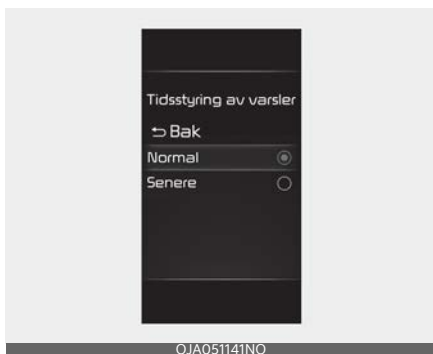 Tidsstyring av varsler
Bak
Normal
Senere
OJA051141NO